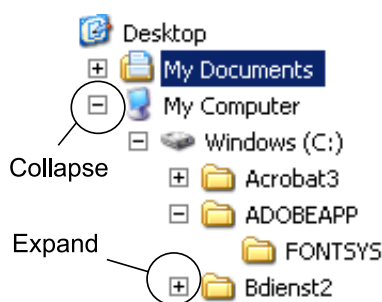 Desktop
My Documents
My Computer
Windows (C:)
Collapse
Acrobat3
ADOBEAPP
Expand
FONTSYS
Bdienst2